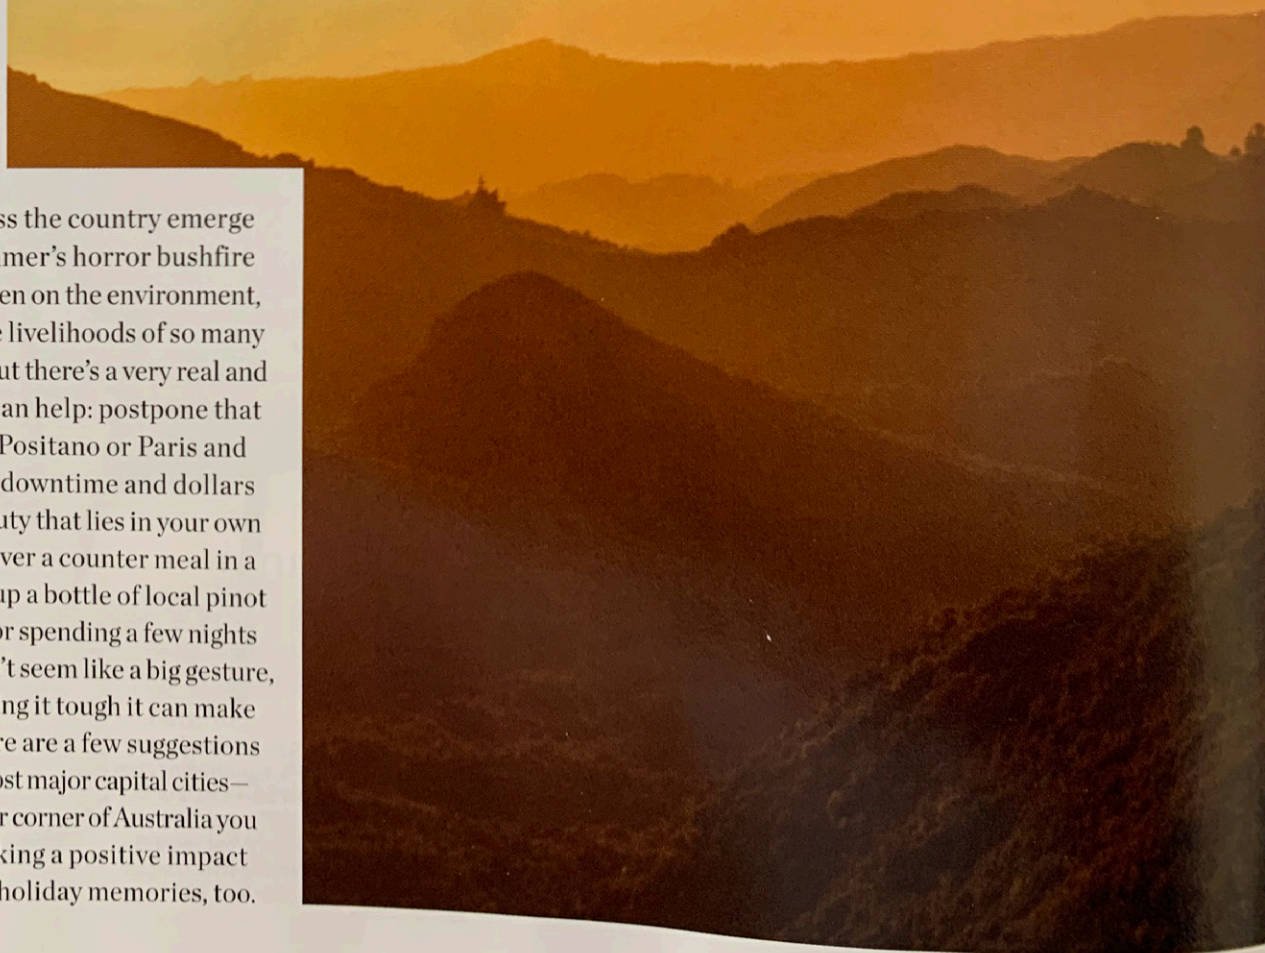 ss the country emerge
mer’s horror bushfire
en on the environment,
livelihoods of so many
ut there’s a very real and
an help: postpone that
Positano or Paris and
downtime and dollars
uty that lies in your own
ver a counter meal in a
up a bottle of local pinot
or spending a few nights
’t seem like a big gesture,
ng it tough it can make
re are a few suggestions
ost major capital cities—
r corner of Australia you
king a positive impact
holiday memories, too.